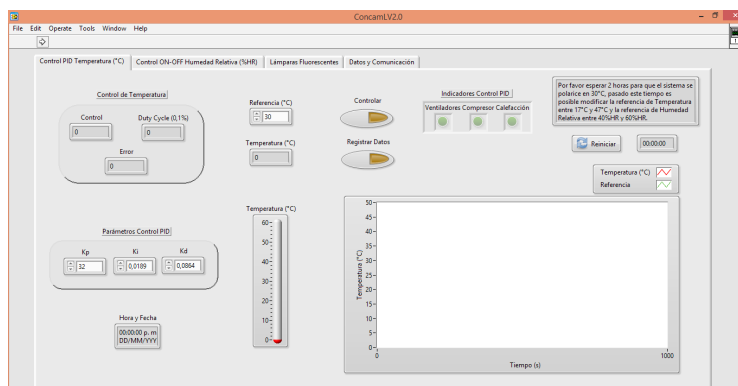 ConcamLV2.0
File Edit Operate Tools Window Help
Control PID Temperatura (°C) Control ON-OFF Humedad Relativa (%HR) Lámparas Fluorescentes Datos y Comunicación
Control de Temperatura
Control Duty Cycle (0,1%)
0 0
Error
0
Referencia (°C)
30
Controlar
Temperatura (°C)
0
Registrar Datos
Indicadores Control PID
Ventiladores Compresor Calefacción
Por favor esperar 2 horas para que el sistema se
polarice en 30°C, pasado este tiempo es
posible modificar la referencia de Temperatura
entre 17°C y 47°C y la referencia de Humedad
Relativa entre 40%HR y 60%HR.
Reiniciar 00:00:00
Temperatura (°C)
Referencia
Parámetros Control PID
Kp Ki Kd
32 0,0189 0,0864
Hora y Fecha
00:00:00 p. m.
DD/MM/YYY
Temperatura (°C)
60-
50-
40-
30-
20-
10-
0-
Temperatura (°C)
50-
45-
40-
35-
30-
25-
20-
15-
10-
5-
0-
0 1000
Tiempo (s)